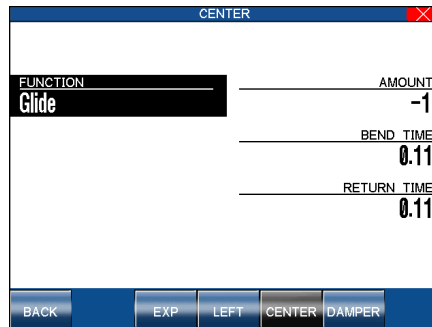 CENTER
FUNCTION
Glide
AMOUNT
-1
BEND TIME
0.11
RETURN TIME
0.11
BACK EXP LEFT CENTER DAMPER